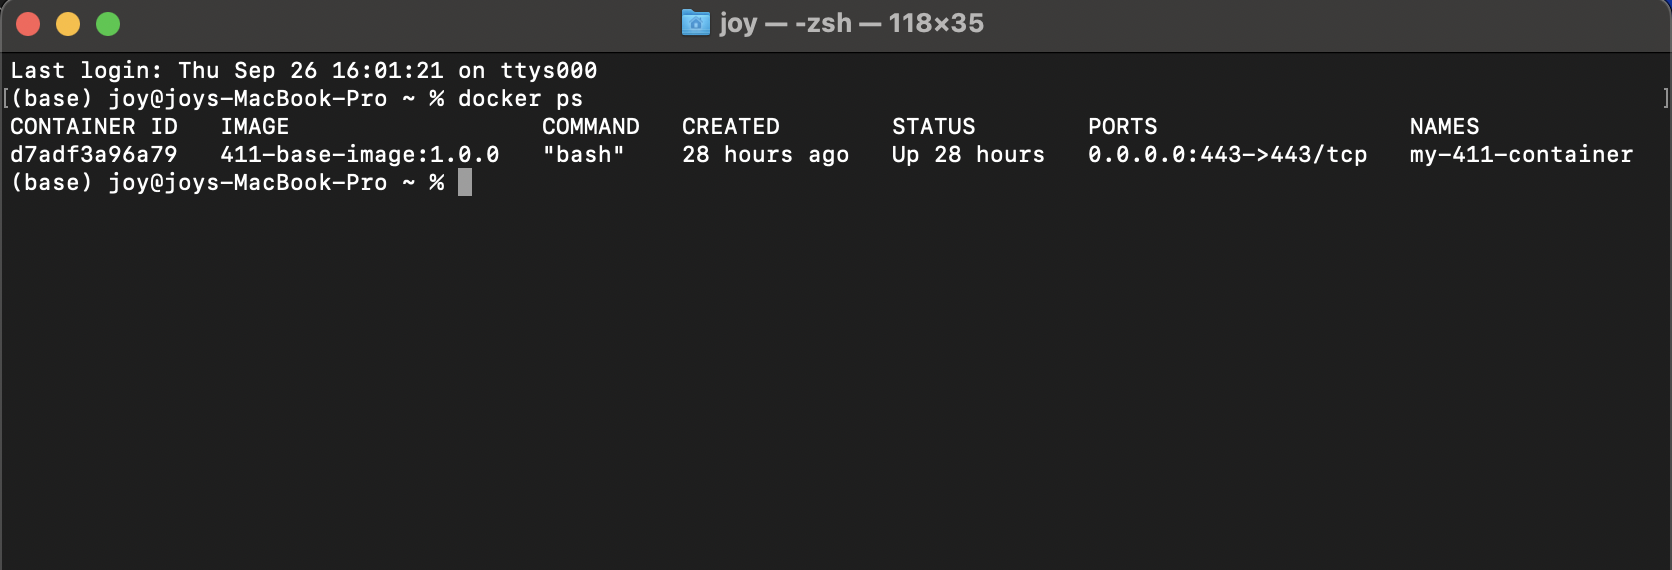 joy — -zsh — 118×35
Last login: Thu Sep 26 16:01:21 on ttys000
[(base) joy@joys-MacBook-Pro ~ % docker ps ]
CONTAINER ID   IMAGE                  COMMAND   CREATED        STATUS        PORTS                  NAMES
d7adf3a96a79   411-base-image:1.0.0   "bash"    28 hours ago   Up 28 hours   0.0.0.0:443->443/tcp   my-411-container
(base) joy@joys-MacBook-Pro ~ %